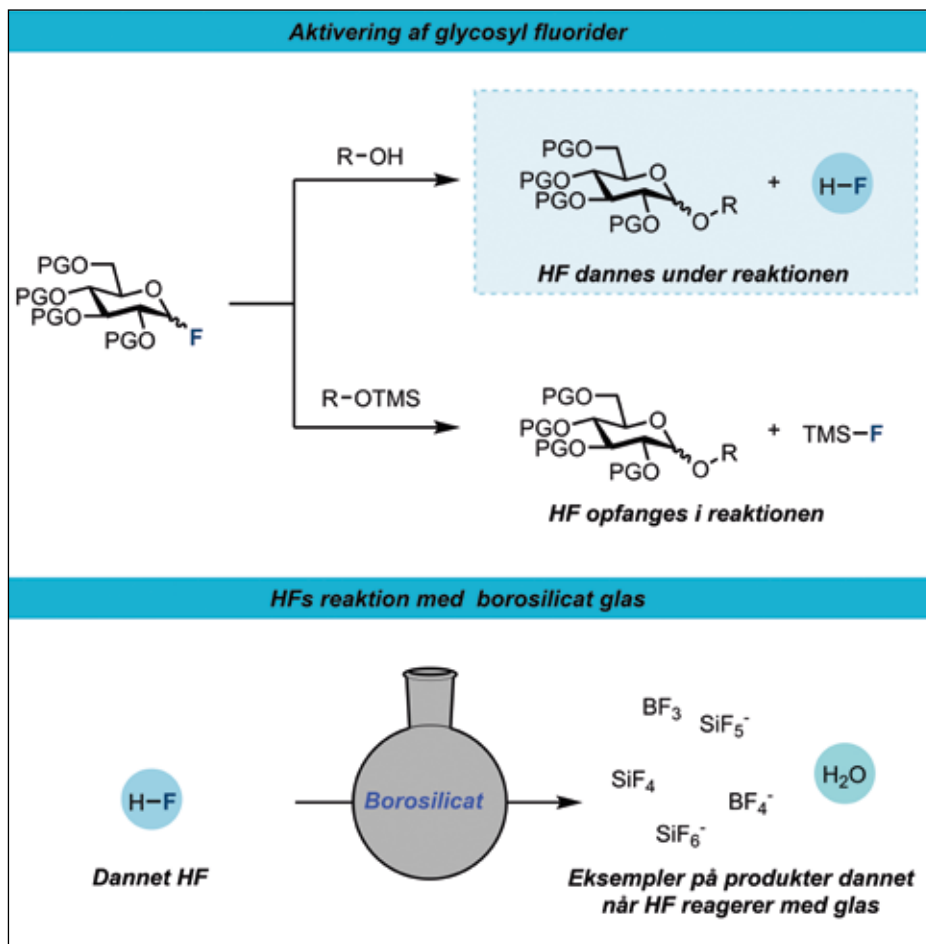 Aktivering af glycosyl fluorider
R–OH
PGO
PGO
PGO
PGO
O
O
R
+
H–F
HF dannes under reaktionen
PGO
PGO
PGO
PGO
O
F
R–OTMS
PGO
PGO
PGO
PGO
O
O
R
+
TMS–F
HF opfanges i reaktionen
HFs reaktion med borosilicat glas
H–F
Dannet HF
Borosilicat
BF₃
SiF₅⁻
SiF₄
H₂O
BF₄⁻
SiF₆⁻
Eksempler på produkter dannet
når HF reagerer med glas